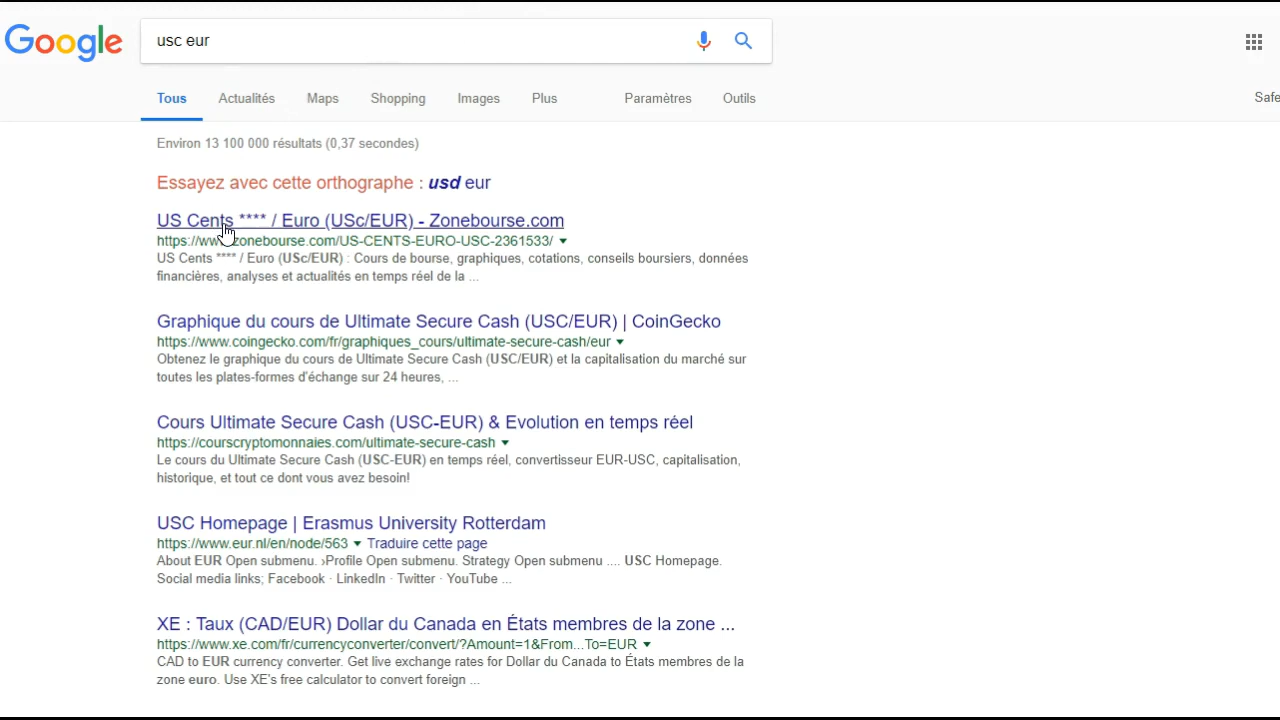 Google
usc eur
Tous Actualités Maps Shopping Images Plus Paramètres Outils
Safe
Environ 13 100 000 résultats (0,37 secondes)
Essayez avec cette orthographe : usd eur
US Cents **** / Euro (USc/EUR) - Zonebourse.com
https://www.zonebourse.com/US-CENTS-EURO-USC-2361533/
US Cents **** / Euro (USc/EUR) : Cours de bourse, graphiques, cotations, conseils boursiers, données
financières, analyses et actualités en temps réel de la ...
Graphique du cours de Ultimate Secure Cash (USC/EUR) | CoinGecko
https://www.coingecko.com/fr/graphiques_cours/ultimate-secure-cash/eur
Obtenez le graphique du cours de Ultimate Secure Cash (USC/EUR) et la capitalisation du marché sur
toutes les plates-formes d'échange sur 24 heures, ...
Cours Ultimate Secure Cash (USC-EUR) & Evolution en temps réel
https://courscryptomonnaies.com/ultimate-secure-cash
Le cours du Ultimate Secure Cash (USC-EUR) en temps réel, convertisseur EUR-USC, capitalisation,
historique, et tout ce dont vous avez besoin!
USC Homepage | Erasmus University Rotterdam
https://www.eur.nl/en/node/563 Traduire cette page
About EUR Open submenu. ›Profile Open submenu. Strategy Open submenu .... USC Homepage.
Social media links; Facebook · LinkedIn · Twitter · YouTube ...
XE : Taux (CAD/EUR) Dollar du Canada en États membres de la zone ...
https://www.xe.com/fr/currencyconverter/convert/?Amount=1&From...To=EUR
CAD to EUR currency converter. Get live exchange rates for Dollar du Canada to États membres de la
zone euro. Use XE's free calculator to convert foreign ...